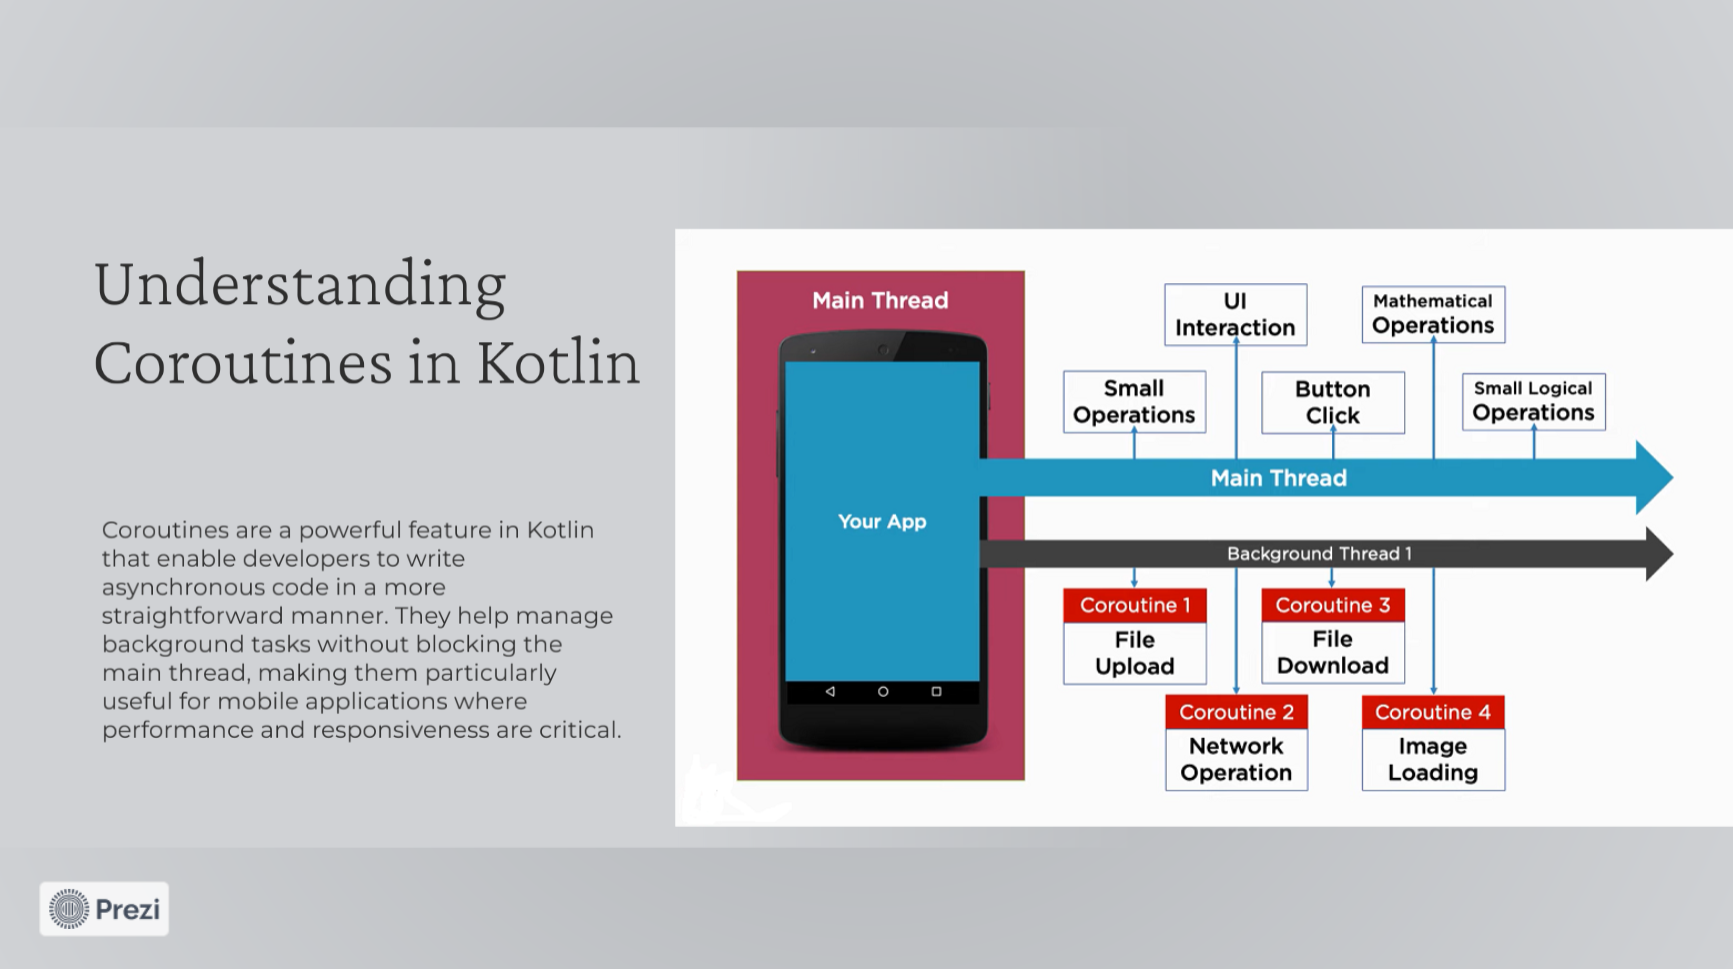 Understanding
Coroutines in Kotlin
Coroutines are a powerful feature in Kotlin
that enable developers to write
asynchronous code in a more
straightforward manner. They help manage
background tasks without blocking the
main thread, making them particularly
useful for mobile applications where
performance and responsiveness are critical.
Main Thread
Your App
UI
Interaction
Mathematical
Operations
Small
Operations
Button
Click
Small Logical
Operations
Main Thread
Background Thread 1
Coroutine 1
File
Upload
Coroutine 3
File
Download
Coroutine 2
Network
Operation
Coroutine 4
Image
Loading
Prezi